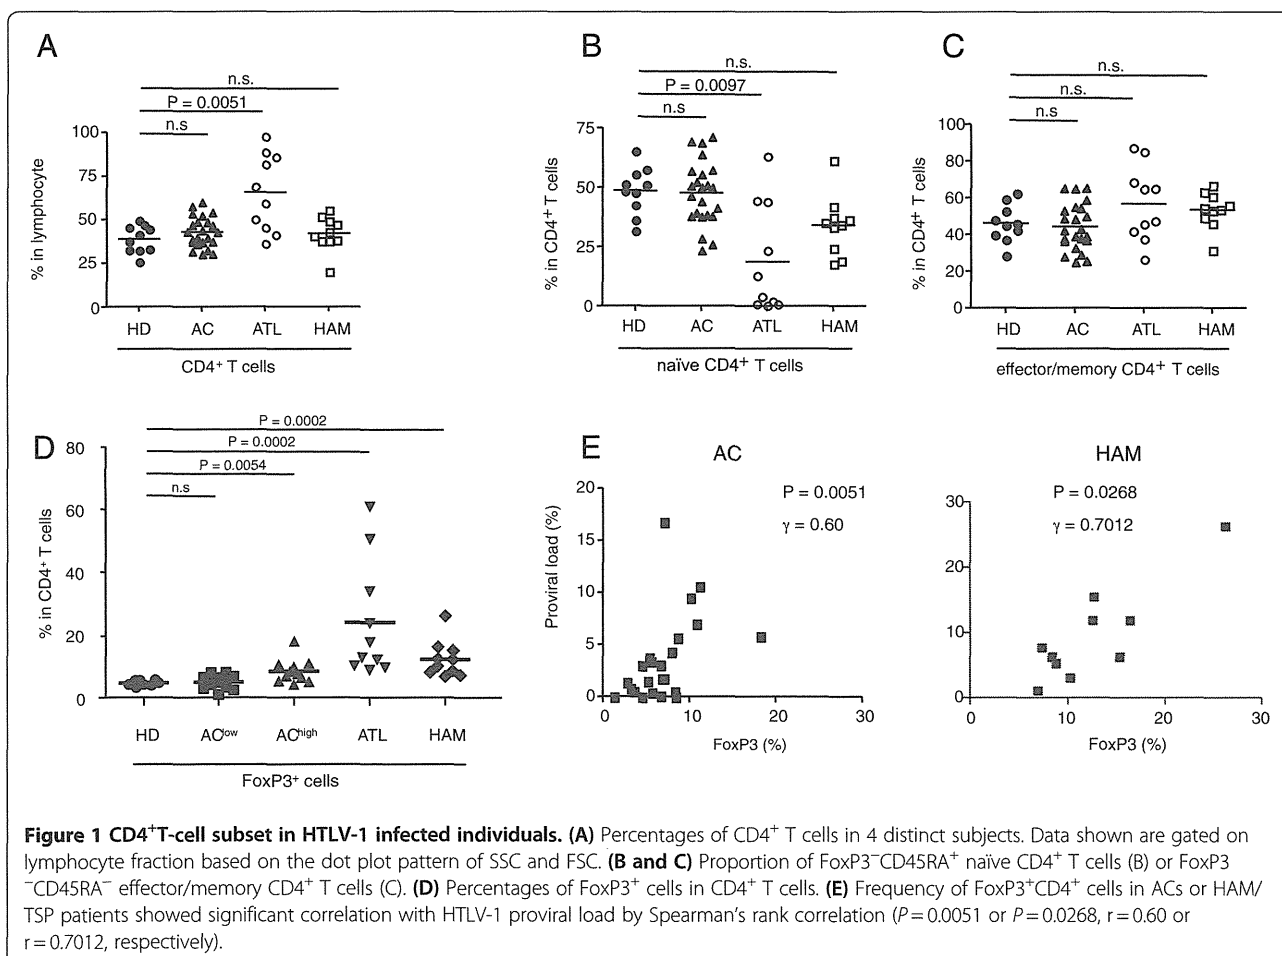 A
n.s.
P = 0.0051
n.s
% in lymphocyte
100
75
50
25
0
HD AC ATL HAM
CD4⁺ T cells
B
n.s.
P = 0.0097
n.s
% in CD4⁺ T cells
75
50
25
0
HD AC ATL HAM
naïve CD4⁺ T cells
C
n.s.
n.s.
n.s
% in CD4⁺ T cells
100
80
60
40
20
0
HD AC ATL HAM
effector/memory CD4⁺ T cells
D
P = 0.0002
P = 0.0002
P = 0.0054
n.s
% in CD4⁺ T cells
80
60
40
20
0
HD AClow AChigh ATL HAM
FoxP3⁺ cells
E
AC
P = 0.0051
γ = 0.60
Proviral load (%)
20
15
10
5
0
0 10 20 30
FoxP3 (%)
HAM
P = 0.0268
γ = 0.7012
30
20
10
0
0 10 20 30
FoxP3 (%)
Figure 1 CD4⁺T-cell subset in HTLV-1 infected individuals. (A) Percentages of CD4⁺ T cells in 4 distinct subjects. Data shown are gated on
lymphocyte fraction based on the dot plot pattern of SSC and FSC. (B and C) Proportion of FoxP3⁻CD45RA⁺ naïve CD4⁺ T cells (B) or FoxP3
⁻CD45RA⁻ effector/memory CD4⁺ T cells (C). (D) Percentages of FoxP3⁺ cells in CD4⁺ T cells. (E) Frequency of FoxP3⁺CD4⁺ cells in ACs or HAM/
TSP patients showed significant correlation with HTLV-1 proviral load by Spearman's rank correlation (P = 0.0051 or P = 0.0268, r = 0.60 or
r = 0.7012, respectively).